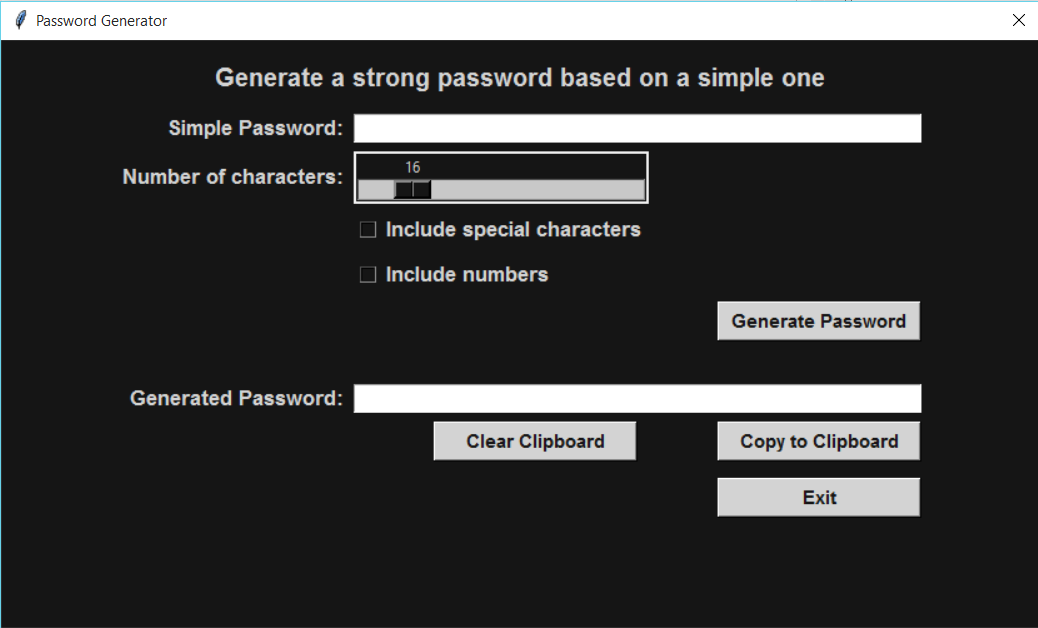 Password Generator
Generate a strong password based on a simple one
Simple Password:
16
Number of characters:
Include special characters
Include numbers
Generate Password
Generated Password:
Clear Clipboard
Copy to Clipboard
Exit